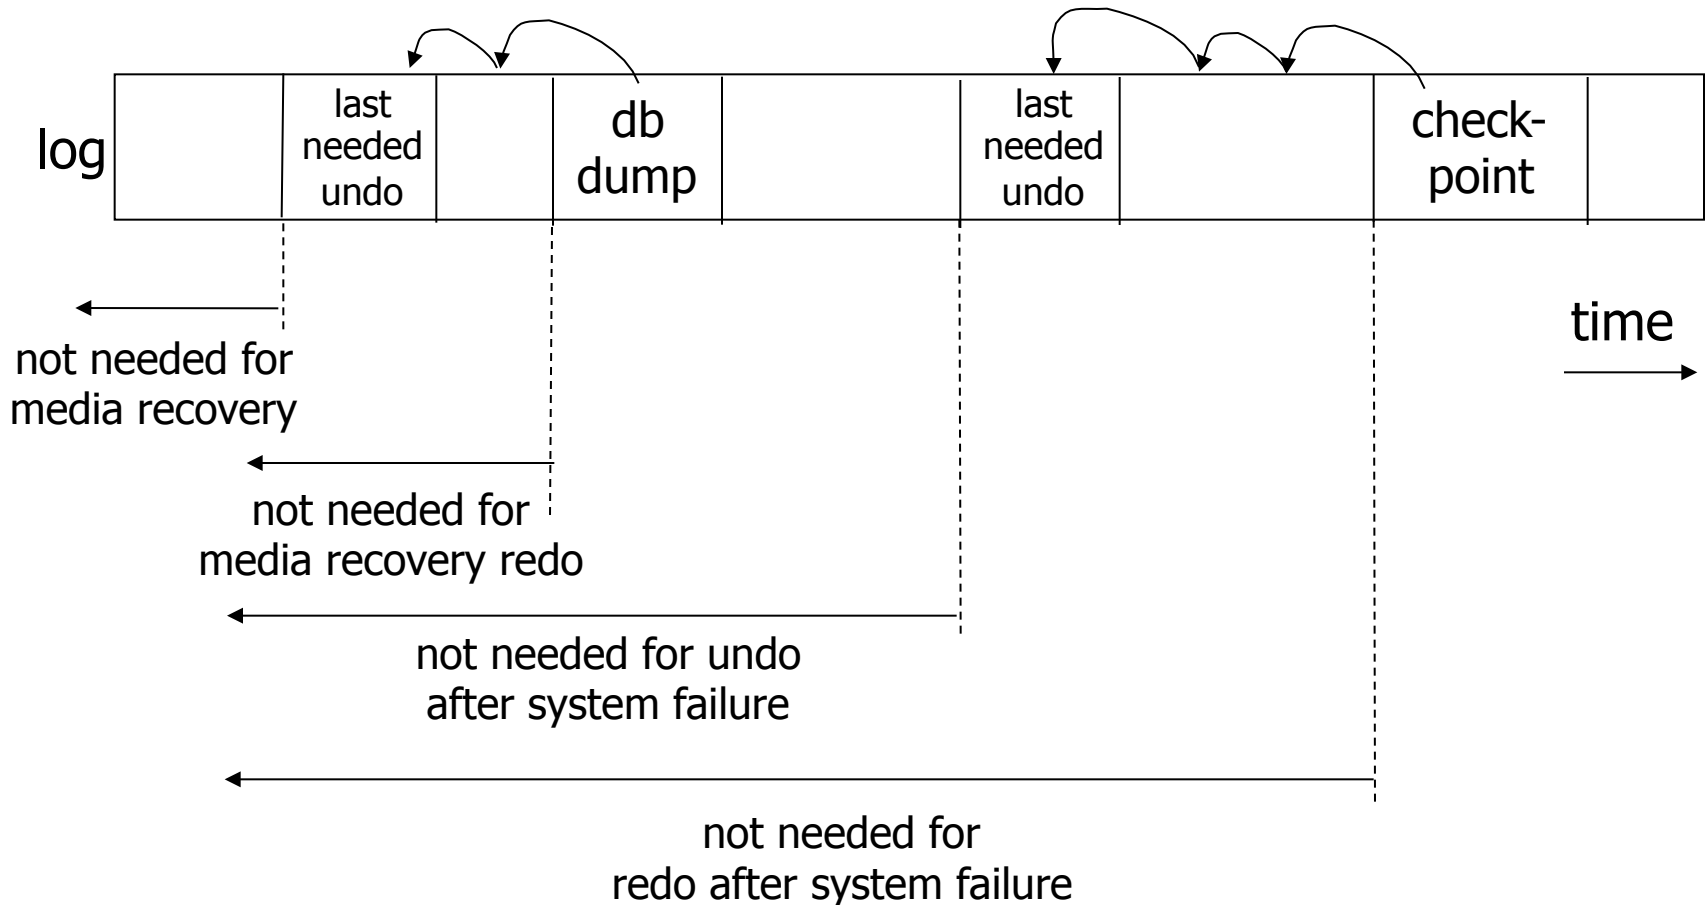 log
last
needed
undo
db
dump
last
needed
undo
check-
point
time
not needed for
media recovery
not needed for
media recovery redo
not needed for undo
after system failure
not needed for
redo after system failure